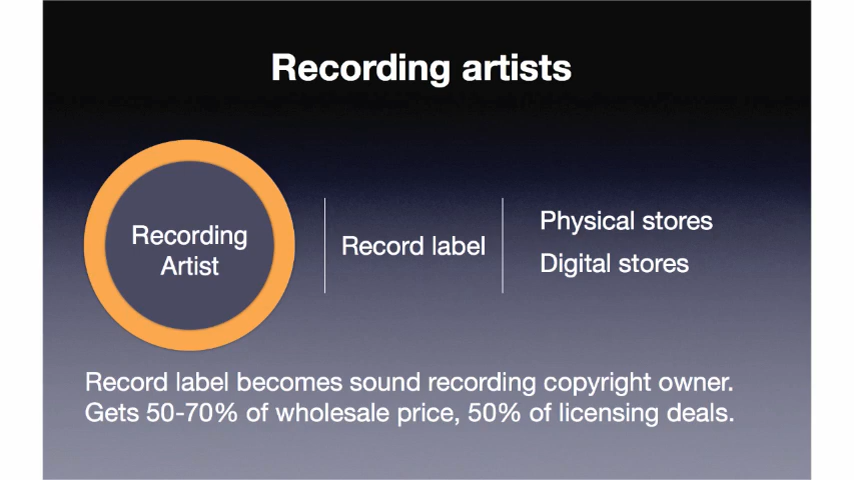 Recording artists
Recording
Artist
Record label
Physical stores
Digital stores
Record label becomes sound recording copyright owner.
Gets 50-70% of wholesale price, 50% of licensing deals.